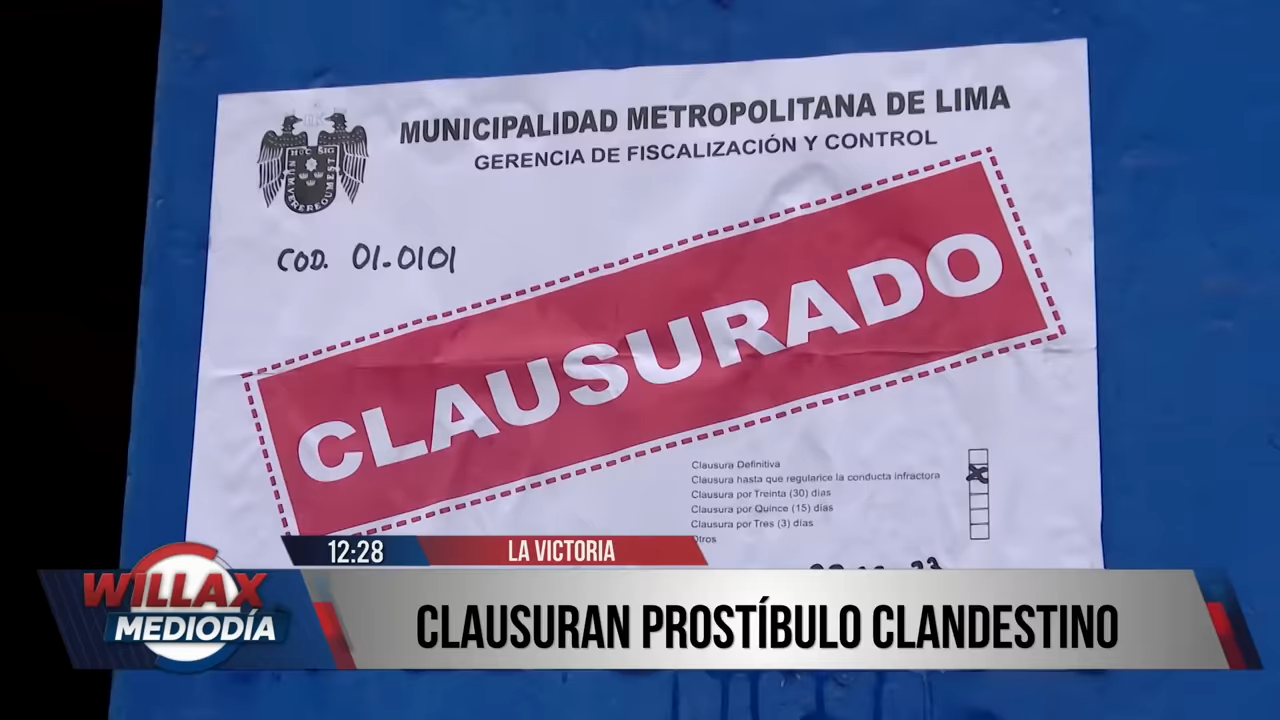 MUNICIPALIDAD METROPOLITANA DE LIMA
GERENCIA DE FISCALIZACIÓN Y CONTROL
COD. 01-0101
CLAUSURADO
Clausura Definitiva
Clausura hasta que regularice la conducta infractora
Clausura por Treinta (30) días
Clausura por Quince (15) días
Clausura por Tres (3) días
Otros
12:28
LA VICTORIA
WILLAX
MEDIODÍA
CLAUSURAN PROSTÍBULO CLANDESTINO